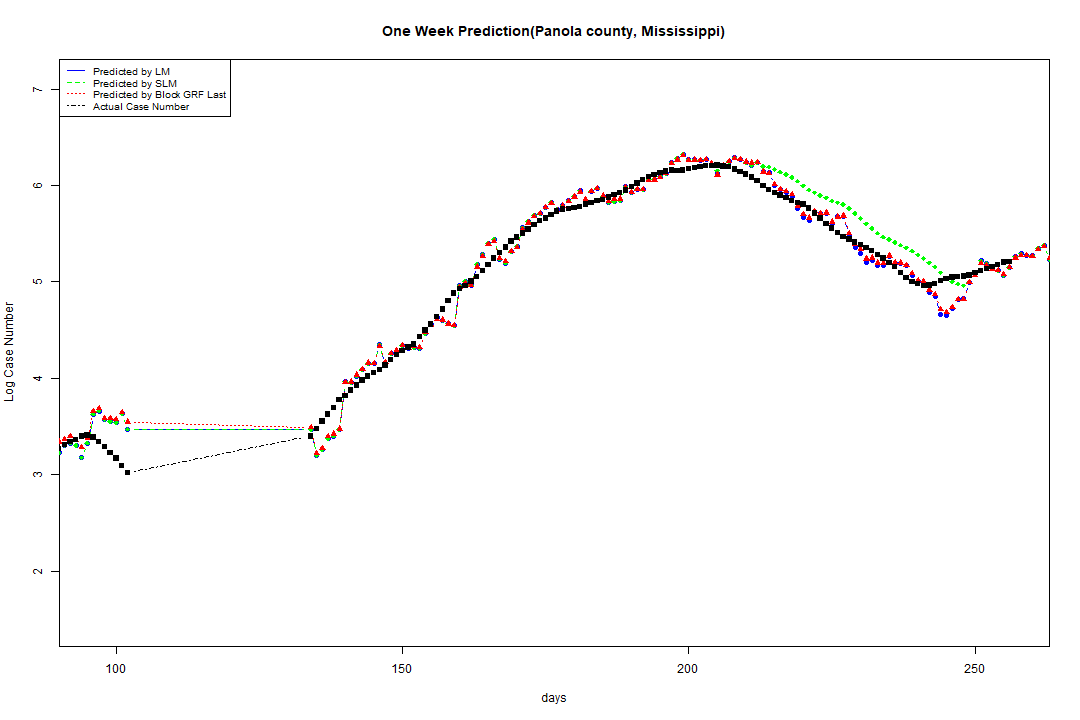 One Week Prediction(Panola county, Mississippi)
Predicted by LM
Predicted by SLM
Predicted by Block GRF Last
Actual Case Number
7
6
5
4
3
2
Log Case Number
100 150 200 250
days